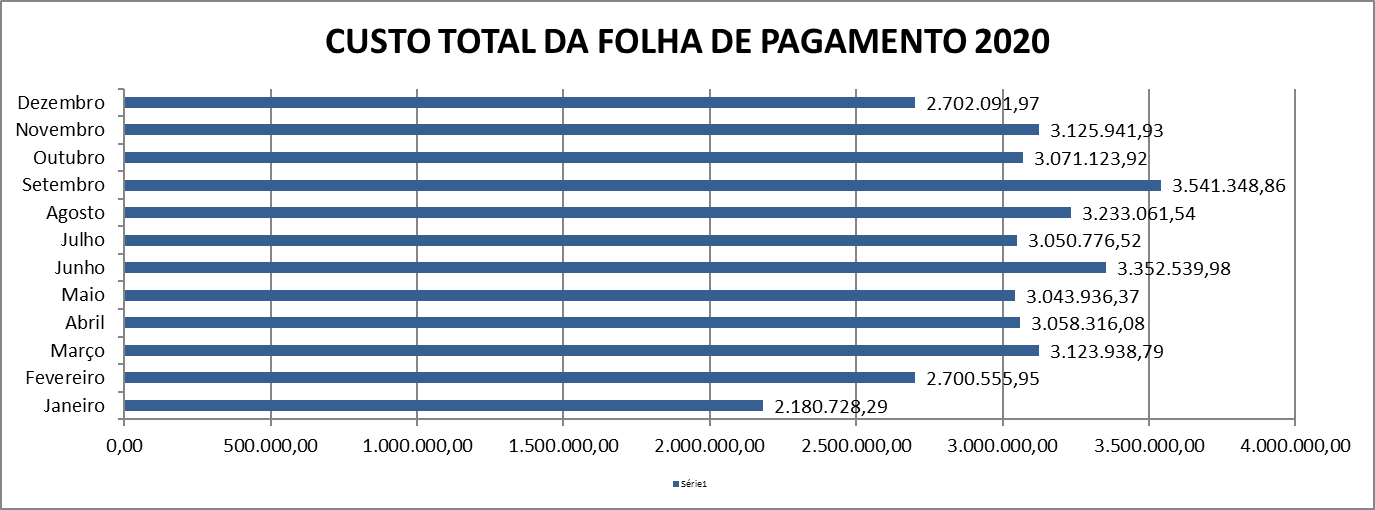 CUSTO TOTAL DA FOLHA DE PAGAMENTO 2020
Dezembro 2.702.091,97
Novembro 3.125.941,93
Outubro 3.071.123,92
Setembro 3.541.348,86
Agosto 3.233.061,54
Julho 3.050.776,52
Junho 3.352.539,98
Maio 3.043.936,37
Abril 3.058.316,08
Março 3.123.938,79
Fevereiro 2.700.555,95
Janeiro 2.180.728,29
0,00 500.000,00 1.000.000,00 1.500.000,00 2.000.000,00 2.500.000,00 3.000.000,00 3.500.000,00 4.000.000,00
Série1